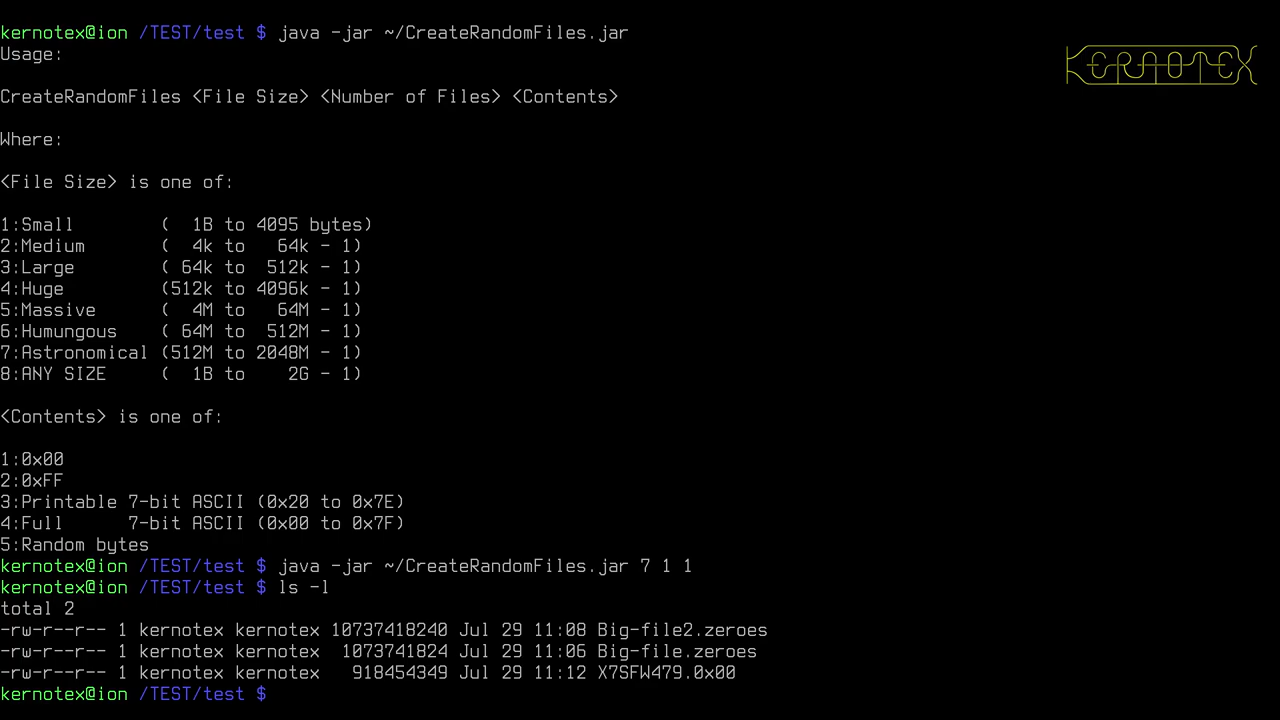 kernotex@ion /TEST/test $ java -jar ~/CreateRandomFiles.jar
Usage:
KERNOTEX
CreateRandomFiles <File Size> <Number of Files> <Contents>
Where:
<File Size> is one of:
1:Small        (  1B to 4095 bytes)
2:Medium       (  4k to   64k - 1)
3:Large        ( 64k to  512k - 1)
4:Huge         (512k to 4096k - 1)
5:Massive      (  4M to   64M - 1)
6:Humungous    ( 64M to  512M - 1)
7:Astronomical (512M to 2048M - 1)
8:ANY SIZE     (  1B to    2G - 1)
<Contents> is one of:
1:0x00
2:0xFF
3:Printable 7-bit ASCII (0x20 to 0x7E)
4:Full      7-bit ASCII (0x00 to 0x7F)
5:Random bytes
kernotex@ion /TEST/test $ java -jar ~/CreateRandomFiles.jar 7 1 1
kernotex@ion /TEST/test $ ls -l
total 2
-rw-r--r-- 1 kernotex kernotex 10737418240 Jul 29 11:08 Big-file2.zeroes
-rw-r--r-- 1 kernotex kernotex  1073741824 Jul 29 11:06 Big-file.zeroes
-rw-r--r-- 1 kernotex kernotex   918454349 Jul 29 11:12 X7SFW479.0x00
kernotex@ion /TEST/test $